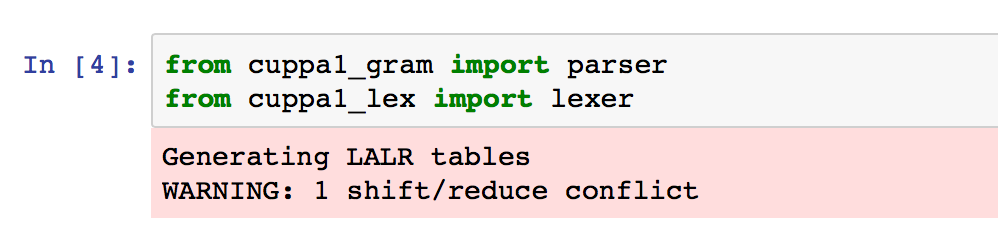 In [4]: from cuppa1_gram import parser
from cuppa1_lex import lexer
Generating LALR tables
WARNING: 1 shift/reduce conflict